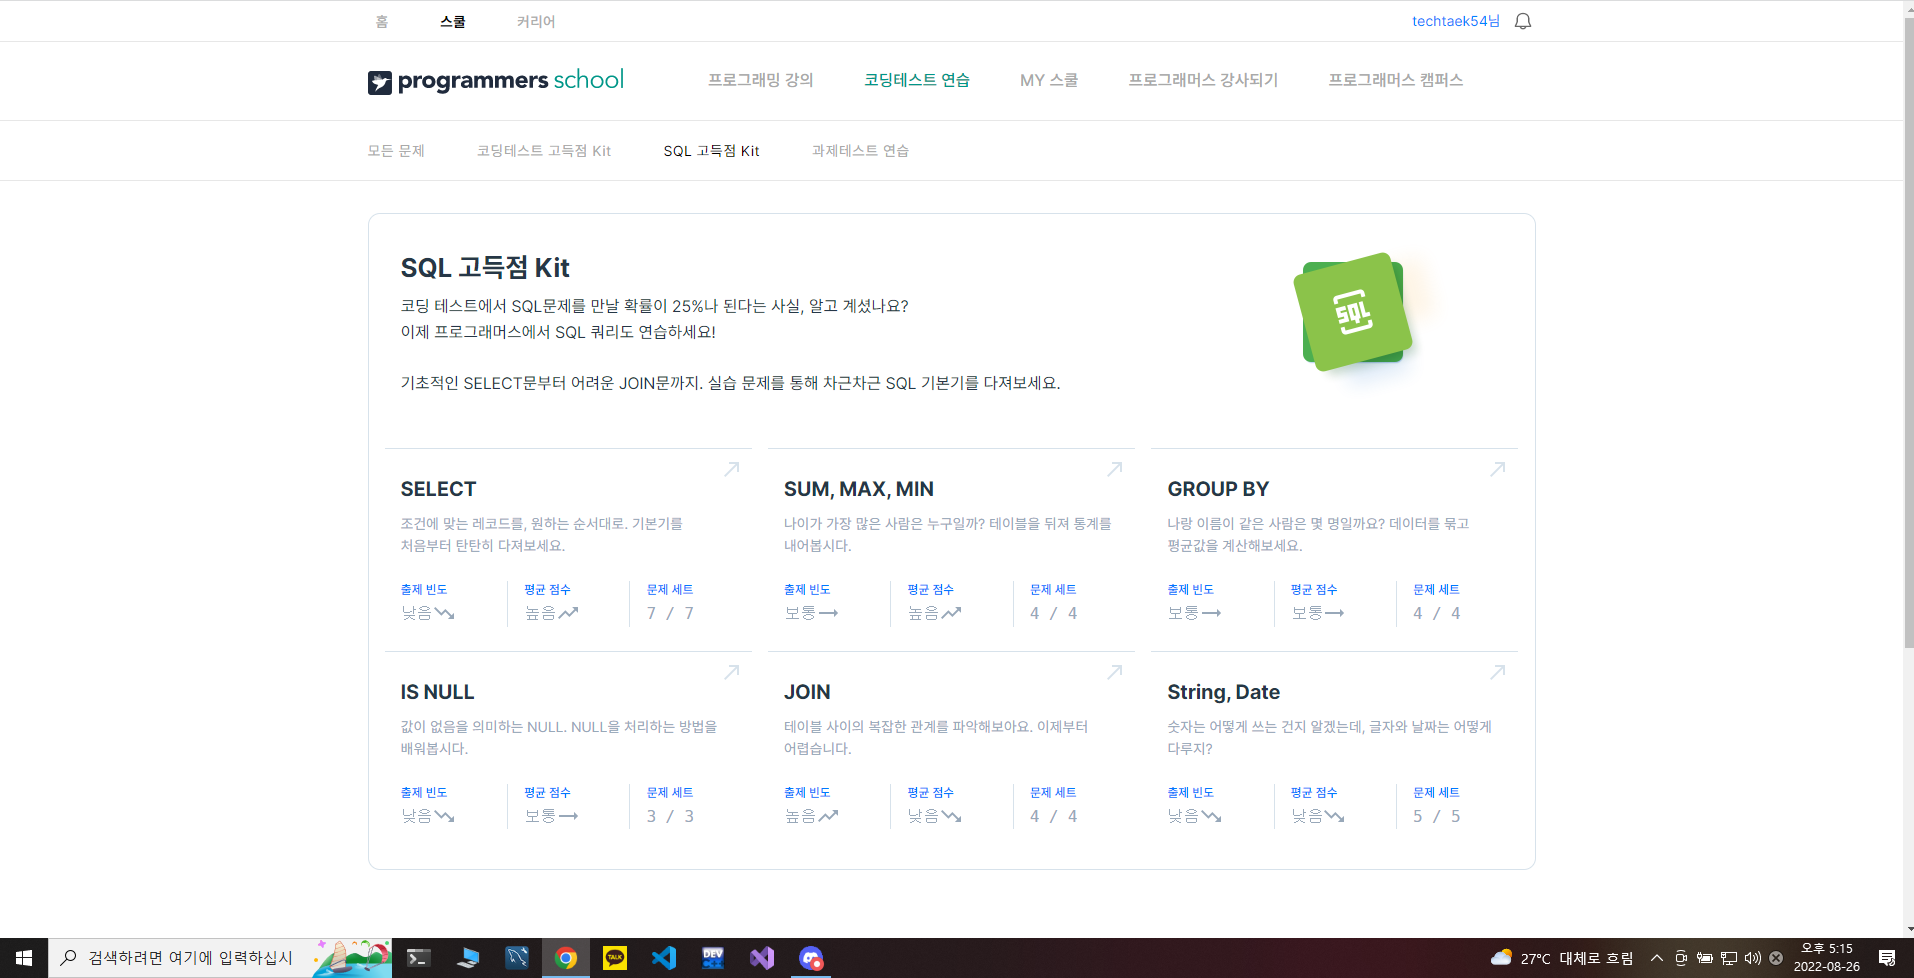 홈 스쿨 커리어 techtaek54님
programmers school 프로그래밍 강의 코딩테스트 연습 MY 스쿨 프로그래머스 강사되기 프로그래머스 캠퍼스
모든 문제 코딩테스트 고득점 Kit SQL 고득점 Kit 과제테스트 연습
SQL 고득점 Kit
코딩 테스트에서 SQL문제를 만날 확률이 25%나 된다는 사실, 알고 계셨나요?
이제 프로그래머스에서 SQL 쿼리도 연습하세요!
SQL
기초적인 SELECT문부터 어려운 JOIN문까지. 실습 문제를 통해 차근차근 SQL 기본기를 다져보세요.
SELECT
조건에 맞는 레코드를, 원하는 순서대로. 기본기를
처음부터 탄탄히 다져보세요.
출제 빈도 평균 점수 문제 세트
낮음 높음 7 / 7
SUM, MAX, MIN
나이가 가장 많은 사람은 누구일까? 테이블을 뒤져 통계를
내어봅시다.
출제 빈도 평균 점수 문제 세트
보통 높음 4 / 4
GROUP BY
나랑 이름이 같은 사람은 몇 명일까요? 데이터를 묶고
평균값을 계산해보세요.
출제 빈도 평균 점수 문제 세트
보통 보통 4 / 4
IS NULL
값이 없음을 의미하는 NULL. NULL을 처리하는 방법을
배워봅시다.
출제 빈도 평균 점수 문제 세트
낮음 보통 3 / 3
JOIN
테이블 사이의 복잡한 관계를 파악해보아요. 이제부터
어렵습니다.
출제 빈도 평균 점수 문제 세트
높음 낮음 4 / 4
String, Date
숫자는 어떻게 쓰는 건지 알겠는데, 글자와 날짜는 어떻게
다루지?
출제 빈도 평균 점수 문제 세트
낮음 낮음 5 / 5
검색하려면 여기에 입력하십시
TALK
DEV
27°C 대체로 흐림
오후 5:15
2022-08-26